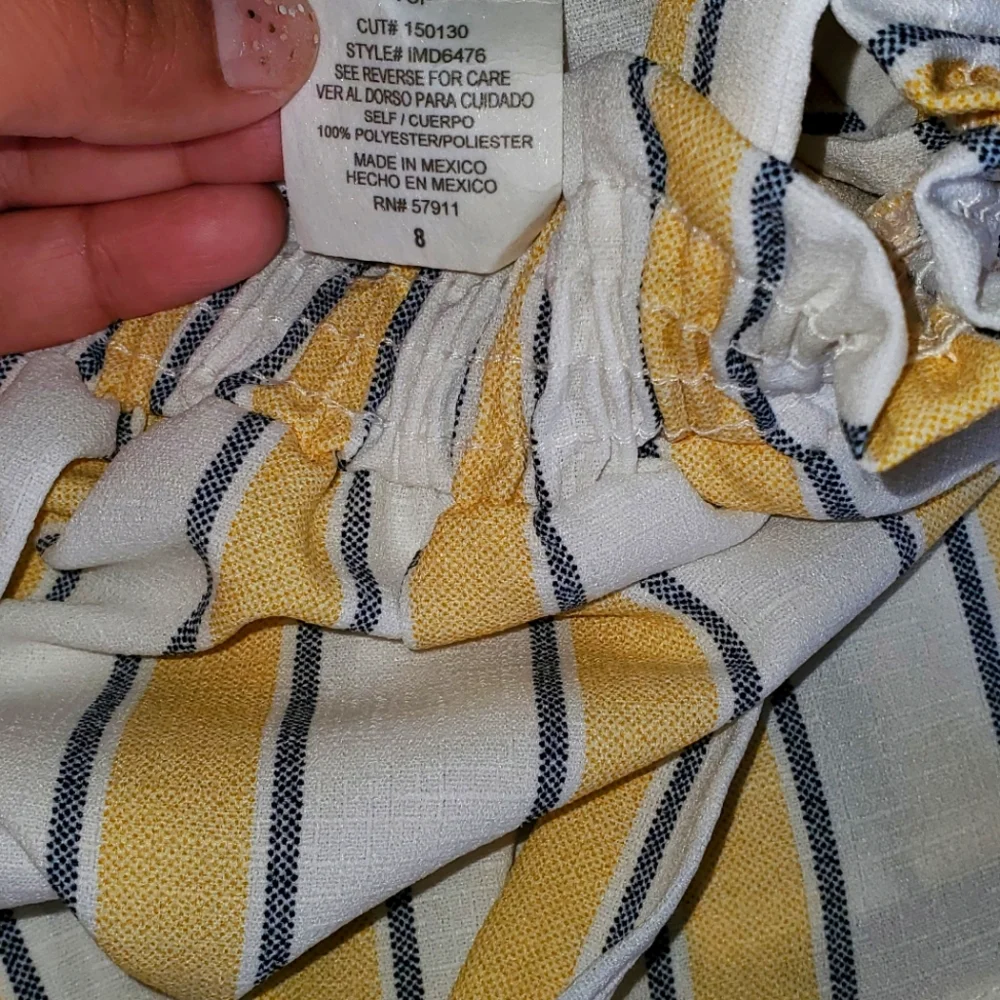 CUT# 150130
STYLE# IMD6476
SEE REVERSE FOR CARE
VER AL DORSO PARA CUIDADO
SELF / CUERPO
100% POLYESTER/POLIESTER
MADE IN MEXICO
HECHO EN MEXICO
RN# 57911
8